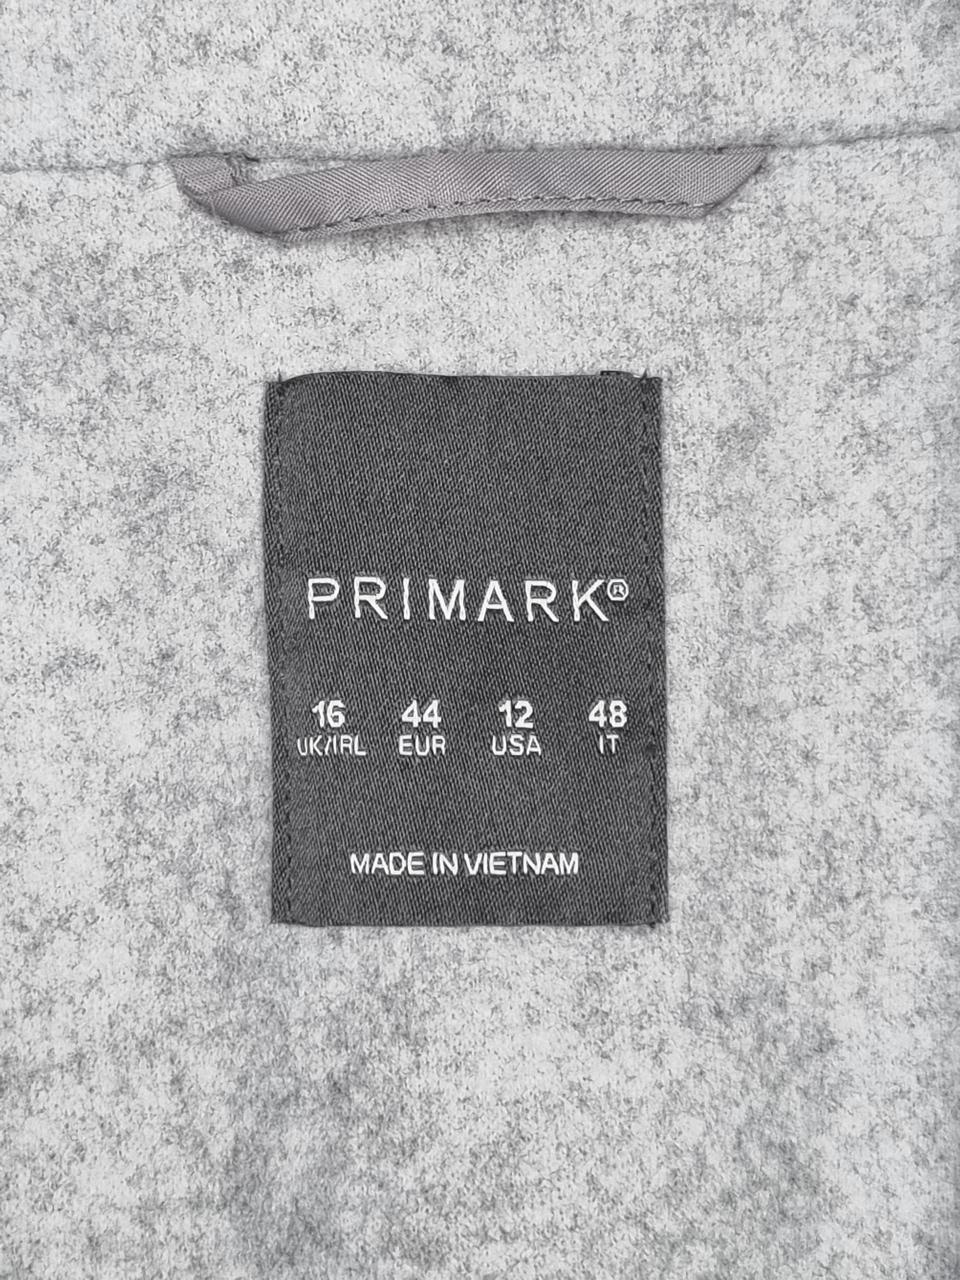 PRIMARK®
16 44 12 48
UK/IRL EUR USA IT
MADE IN VIETNAM